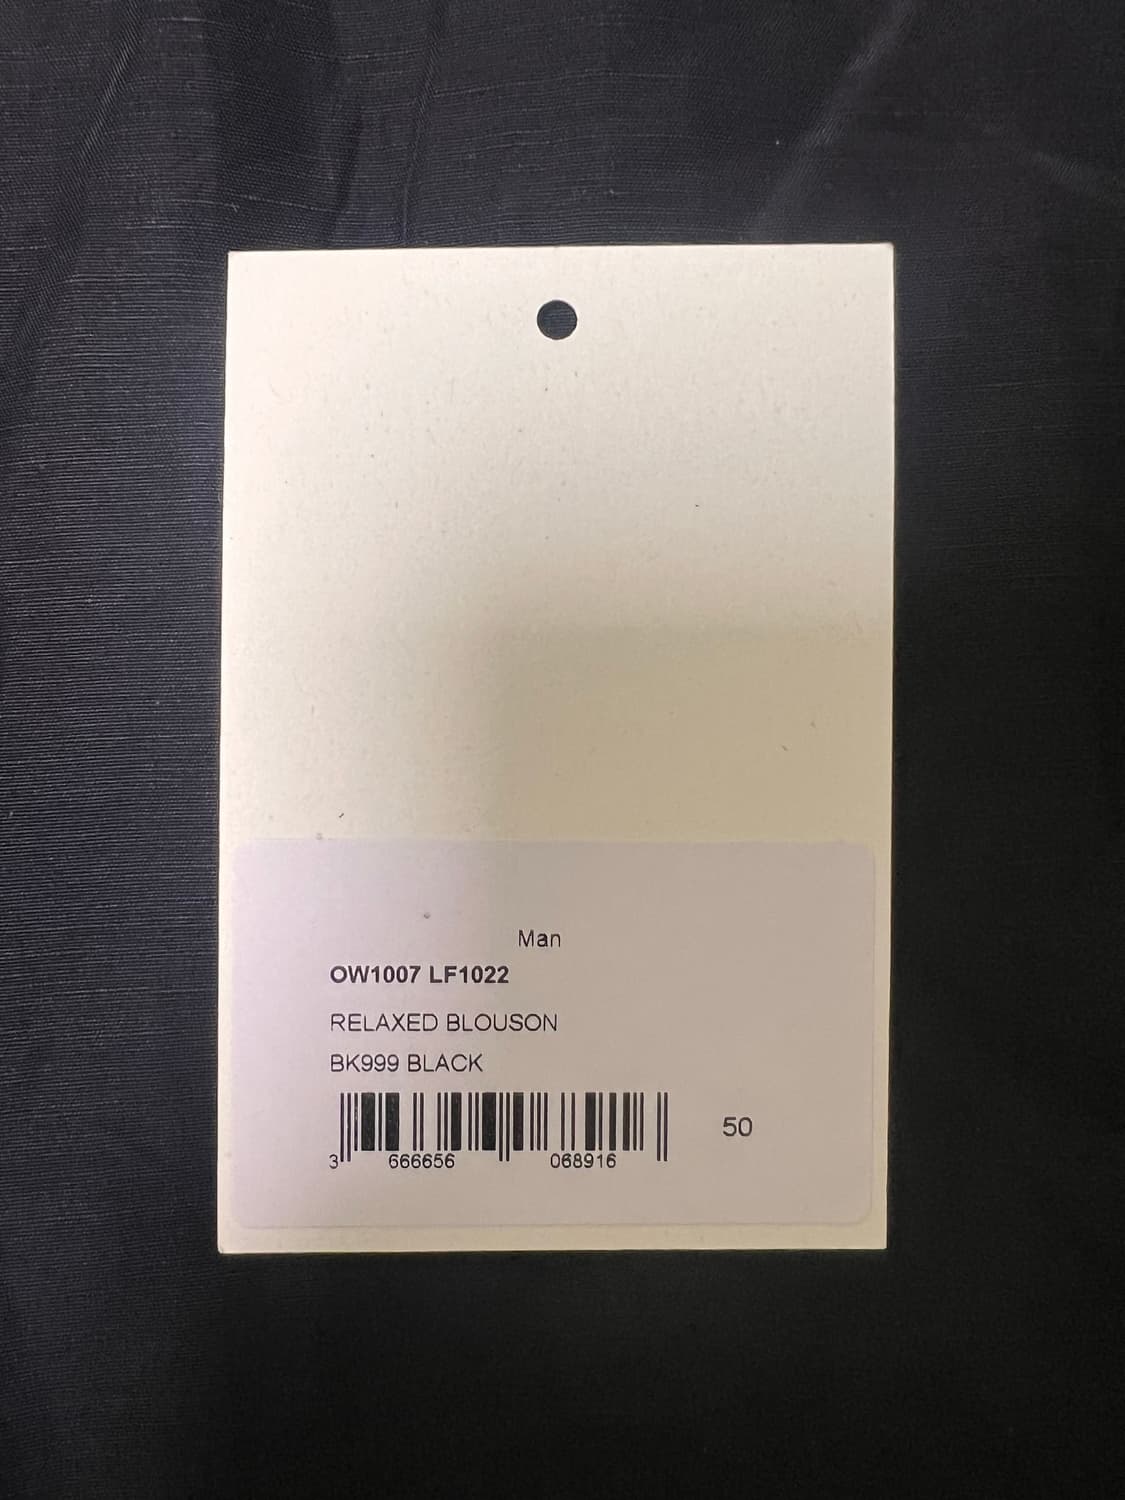 Man
OW1007 LF1022
RELAXED BLOUSON
BK999 BLACK
50
3 666656 068916